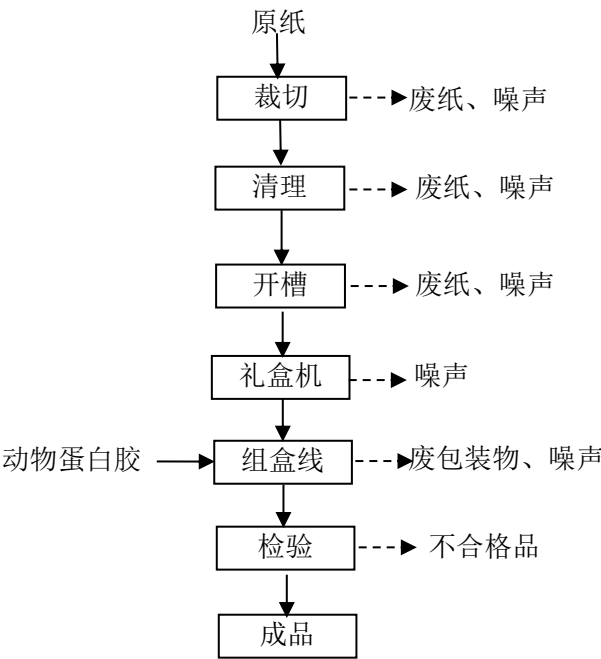 原纸
裁切
废纸、噪声
清理
废纸、噪声
开槽
废纸、噪声
礼盒机
噪声
动物蛋白胶
组盒线
废包装物、噪声
检验
不合格品
成品